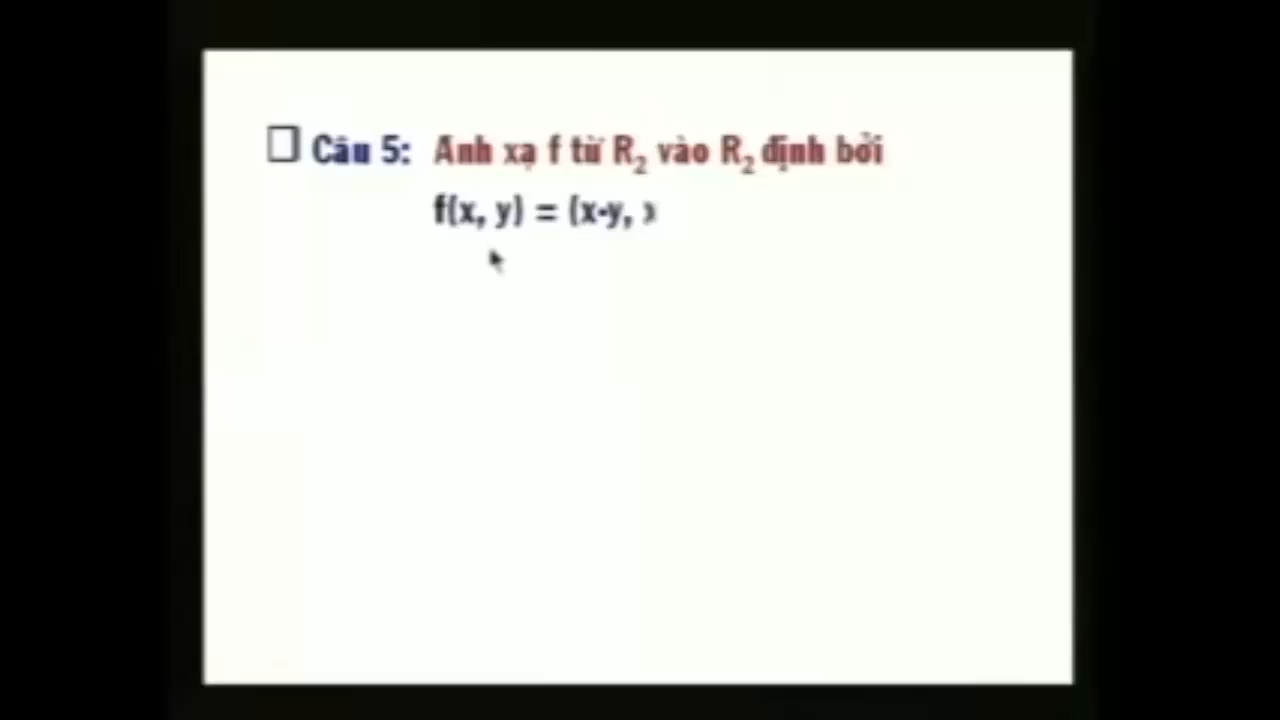 Câu 5: Ánh xạ f từ R₂ vào R₂ định bởi
f(x, y) = (x-y,